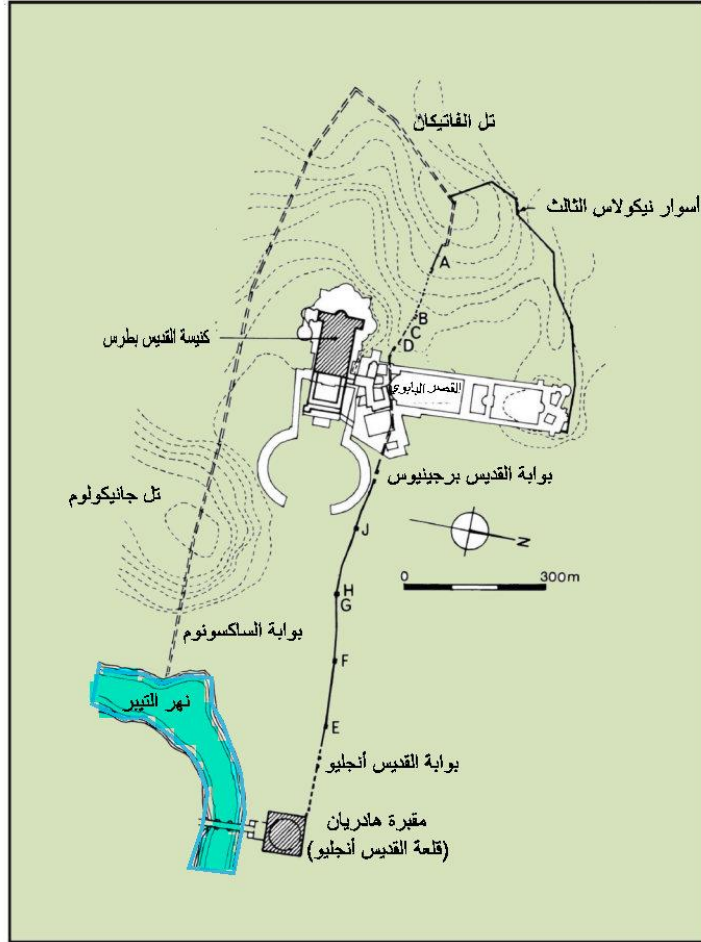 تل الفاتيكان
أسوار نيكولاس الثالث
A
B
C
D
كنيسة القديس بطرس
القصر البابوي
بوابة القديس برجينيوس
تل جانيكولوم
J
N
0 300m
H
G
بوابة الساكسونوم
F
نهر التيبر
E
بوابة القديس أنجليو
مقبرة هادريان
(قلعة القديس أنجليو)